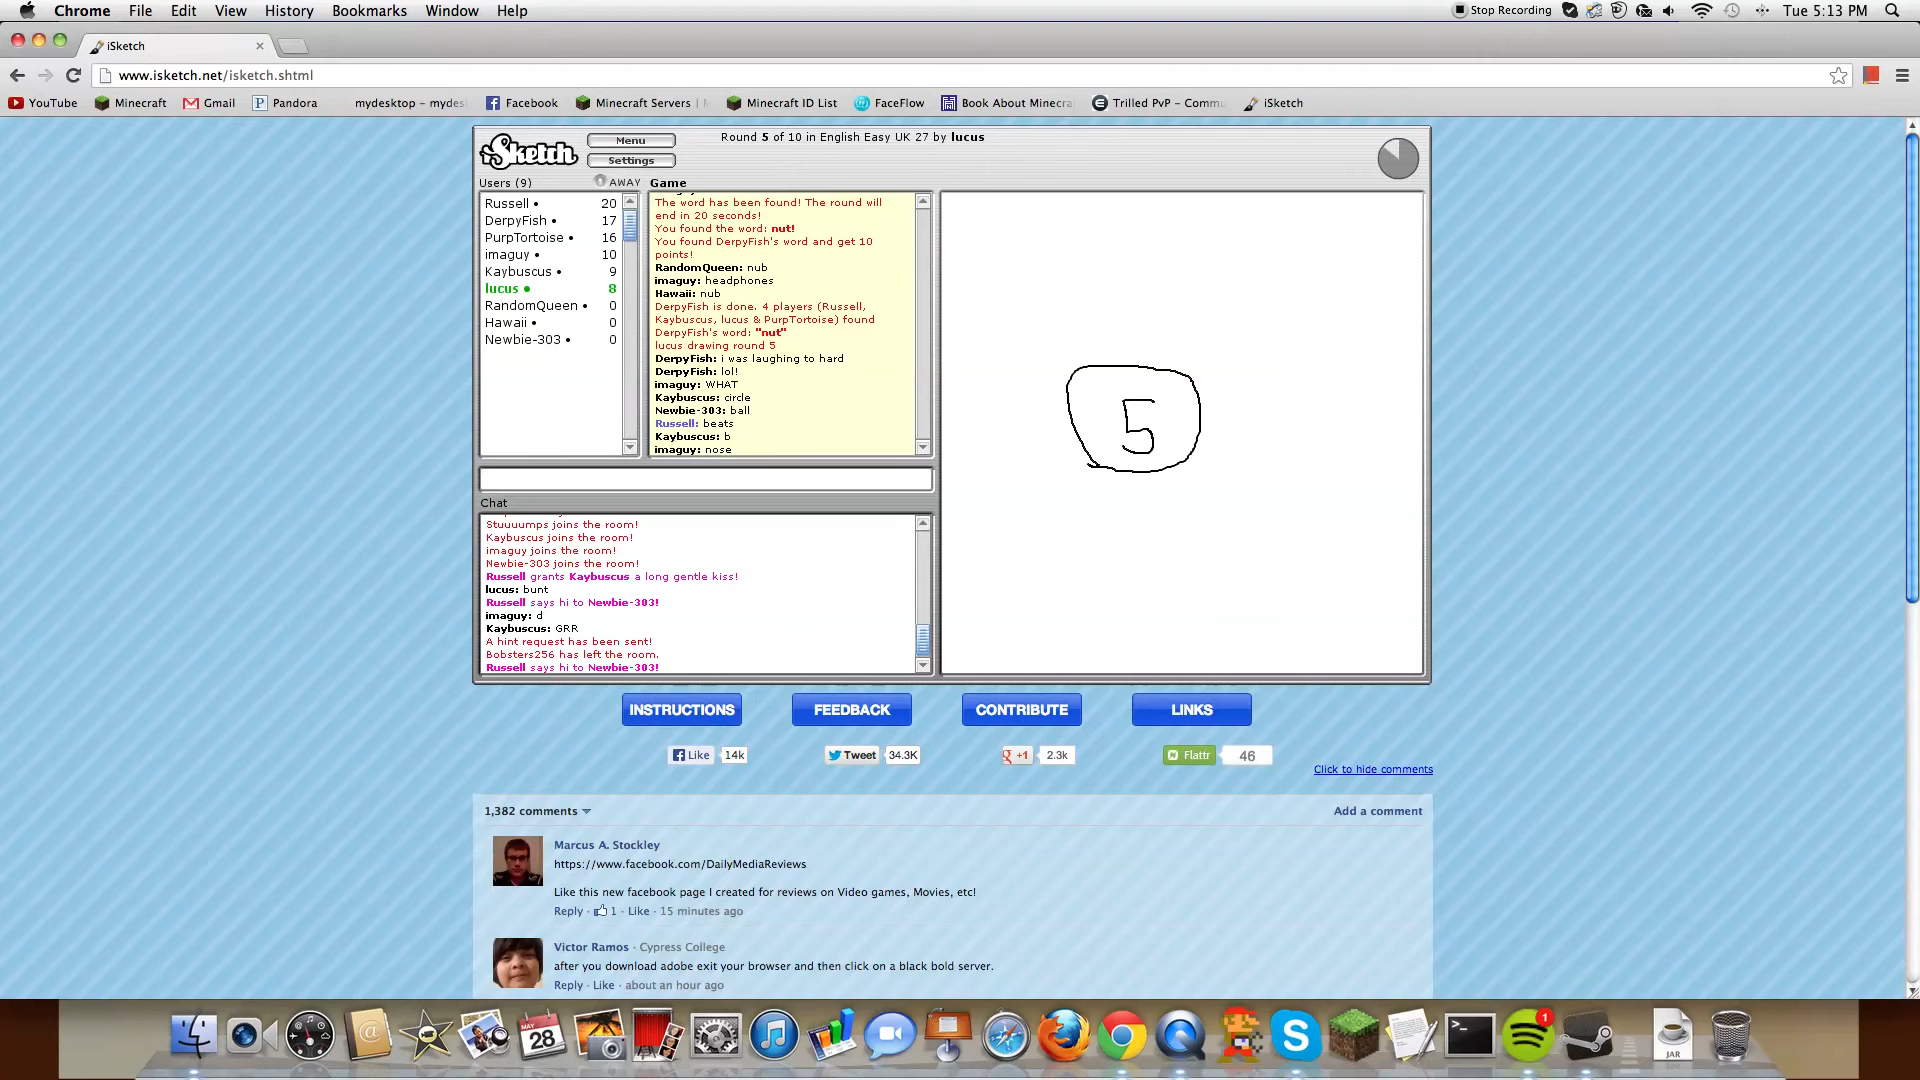 Chrome File Edit View History Bookmarks Window Help
Stop Recording Tue 5:13 PM
iSketch
www.isketch.net/isketch.shtml
YouTube Minecraft Gmail Pandora mydesktop - mydes Facebook Minecraft Servers | Minecraft ID List FaceFlow Book About Minecra Trilled PvP – Comm iSketch
iSketch
Menu
Settings
Round 5 of 10 in English Easy UK 27 by lucus
Users (9)
AWAY
Russell • 20
DerpyFish • 17
PurpTortoise • 16
imaguy • 10
Kaybuscus • 9
lucus • 8
RandomQueen • 0
Hawaii • 0
Newbie-303 • 0
Game
The word has been found! The round will
end in 20 seconds!
You found the word: nut!
You found DerpyFish's word and get 10
points!
RandomQueen: nub
imaguy: headphones
Hawaii: nub
DerpyFish is done. 4 players (Russell,
Kaybuscus, lucus & PurpTortoise) found
DerpyFish's word: "nut"
lucus drawing round 5
DerpyFish: i was laughing to hard
DerpyFish: lol!
imaguy: WHAT
Kaybuscus: circle
Newbie-303: ball
Russell: beats
Kaybuscus: b
imaguy: nose
5
Chat
Stuuuumps joins the room!
Kaybuscus joins the room!
imaguy joins the room!
Newbie-303 joins the room!
Russell grants Kaybuscus a long gentle kiss!
lucus: bunt
Russell says hi to Newbie-303!
imaguy: d
Kaybuscus: GRR
A hint request has been sent!
Bobsters256 has left the room.
Russell says hi to Newbie-303!
INSTRUCTIONS FEEDBACK CONTRIBUTE LINKS
Like 14k Tweet 34.3K +1 2.3k Flattr 46
Click to hide comments
1,382 comments Add a comment
Marcus A. Stockley
https://www.facebook.com/DailyMediaReviews
Like this new facebook page I created for reviews on Video games, Movies, etc!
Reply · 1 · Like · 15 minutes ago
Victor Ramos · Cypress College
after you download adobe exit your browser and then click on a black bold server.
Reply · Like · about an hour ago
MAY
28
1
JAR